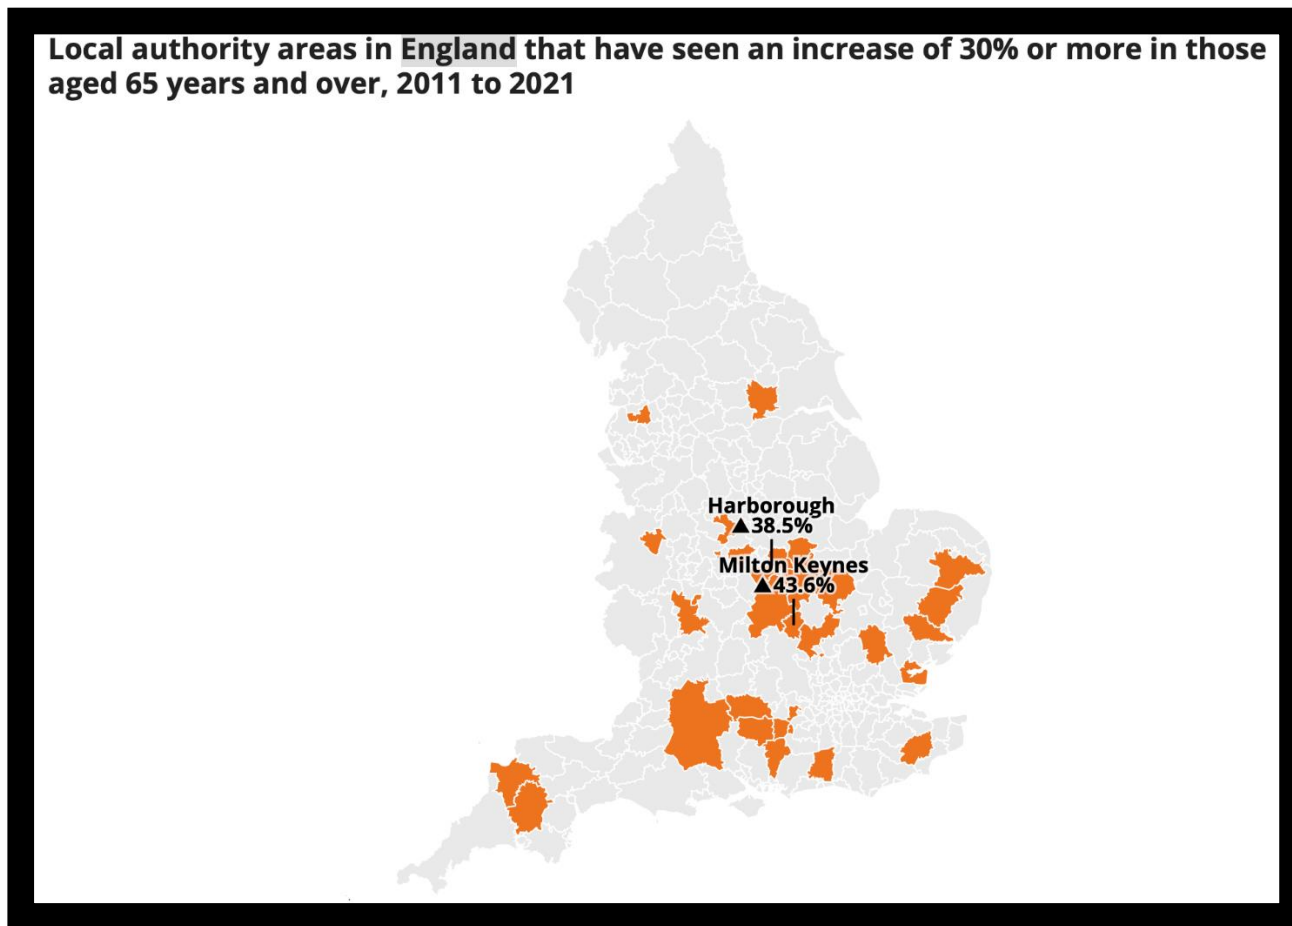 Local authority areas in England that have seen an increase of 30% or more in those
aged 65 years and over, 2011 to 2021
Harborough
▲38.5%
Milton Keynes
▲43.6%